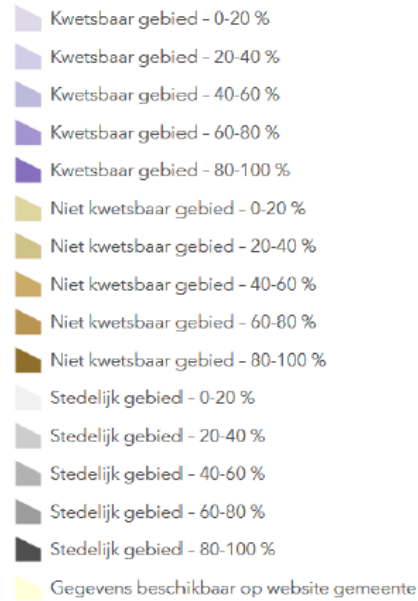 Kwetsbaar gebied - 0-20 %
Kwetsbaar gebied - 20-40 %
Kwetsbaar gebied - 40-60 %
Kwetsbaar gebied - 60-80 %
Kwetsbaar gebied - 80-100 %
Niet kwetsbaar gebied - 0-20 %
Niet kwetsbaar gebied - 20-40 %
Niet kwetsbaar gebied - 40-60 %
Niet kwetsbaar gebied - 60-80 %
Niet kwetsbaar gebied - 80-100 %
Stedelijk gebied - 0-20 %
Stedelijk gebied - 20-40 %
Stedelijk gebied - 40-60 %
Stedelijk gebied - 60-80 %
Stedelijk gebied - 80-100 %
Gegevens beschikbaar op website gemeente